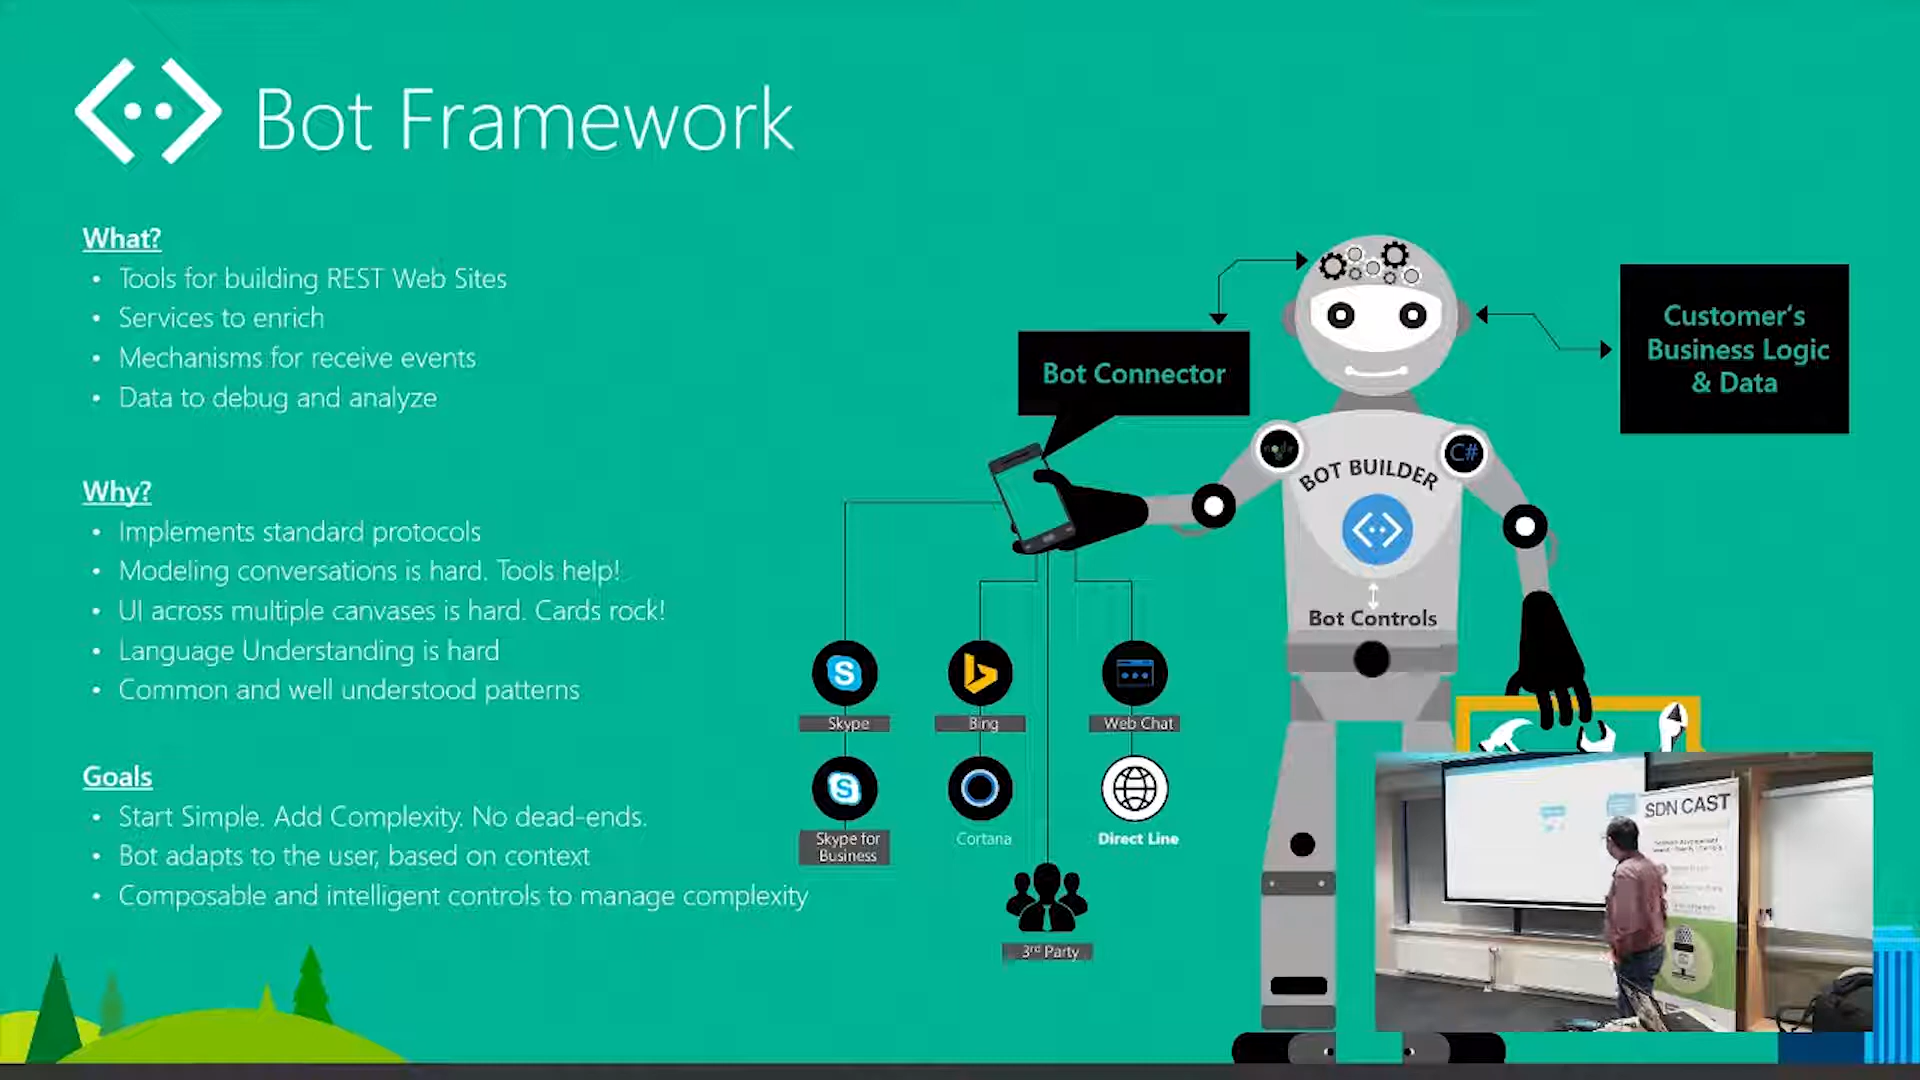 Bot Framework
What?
• Tools for building REST Web Sites
• Services to enrich
• Mechanisms for receive events
• Data to debug and analyze
Why?
• Implements standard protocols
• Modeling conversations is hard. Tools help!
• UI across multiple canvases is hard. Cards rock!
• Language Understanding is hard
• Common and well understood patterns
Goals
• Start Simple. Add Complexity. No dead-ends.
• Bot adapts to the user, based on context
• Composable and intelligent controls to manage complexity
Bot Connector
Customer's
Business Logic
& Data
node
C#
BOT BUILDER
Bot Controls
Skype
Bing
Web Chat
Skype for
Business
Cortana
Direct Line
3rd Party
SDN CAST